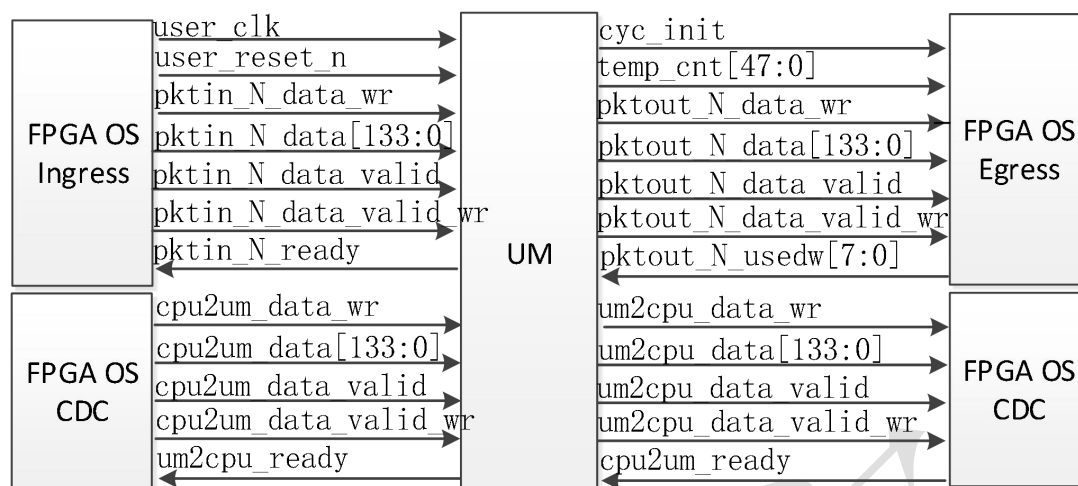 FPGA OS
Ingress
user_clk
user_reset_n
pktin_N_data_wr
pktin_N_data[133:0]
pktin_N_data_valid
pktin_N_data_valid_wr
pktin_N_ready
FPGA OS
CDC
cpu2um_data_wr
cpu2um_data[133:0]
cpu2um_data_valid
cpu2um_data_valid_wr
um2cpu_ready
UM
cyc_init
temp_cnt[47:0]
pktout_N_data_wr
pktout_N_data[133:0]
pktout_N_data_valid
pktout_N_data_valid_wr
pktout_N_usedw[7:0]
FPGA OS
Egress
um2cpu_data_wr
um2cpu_data[133:0]
um2cpu_data_valid
um2cpu_data_valid_wr
cpu2um_ready
FPGA OS
CDC